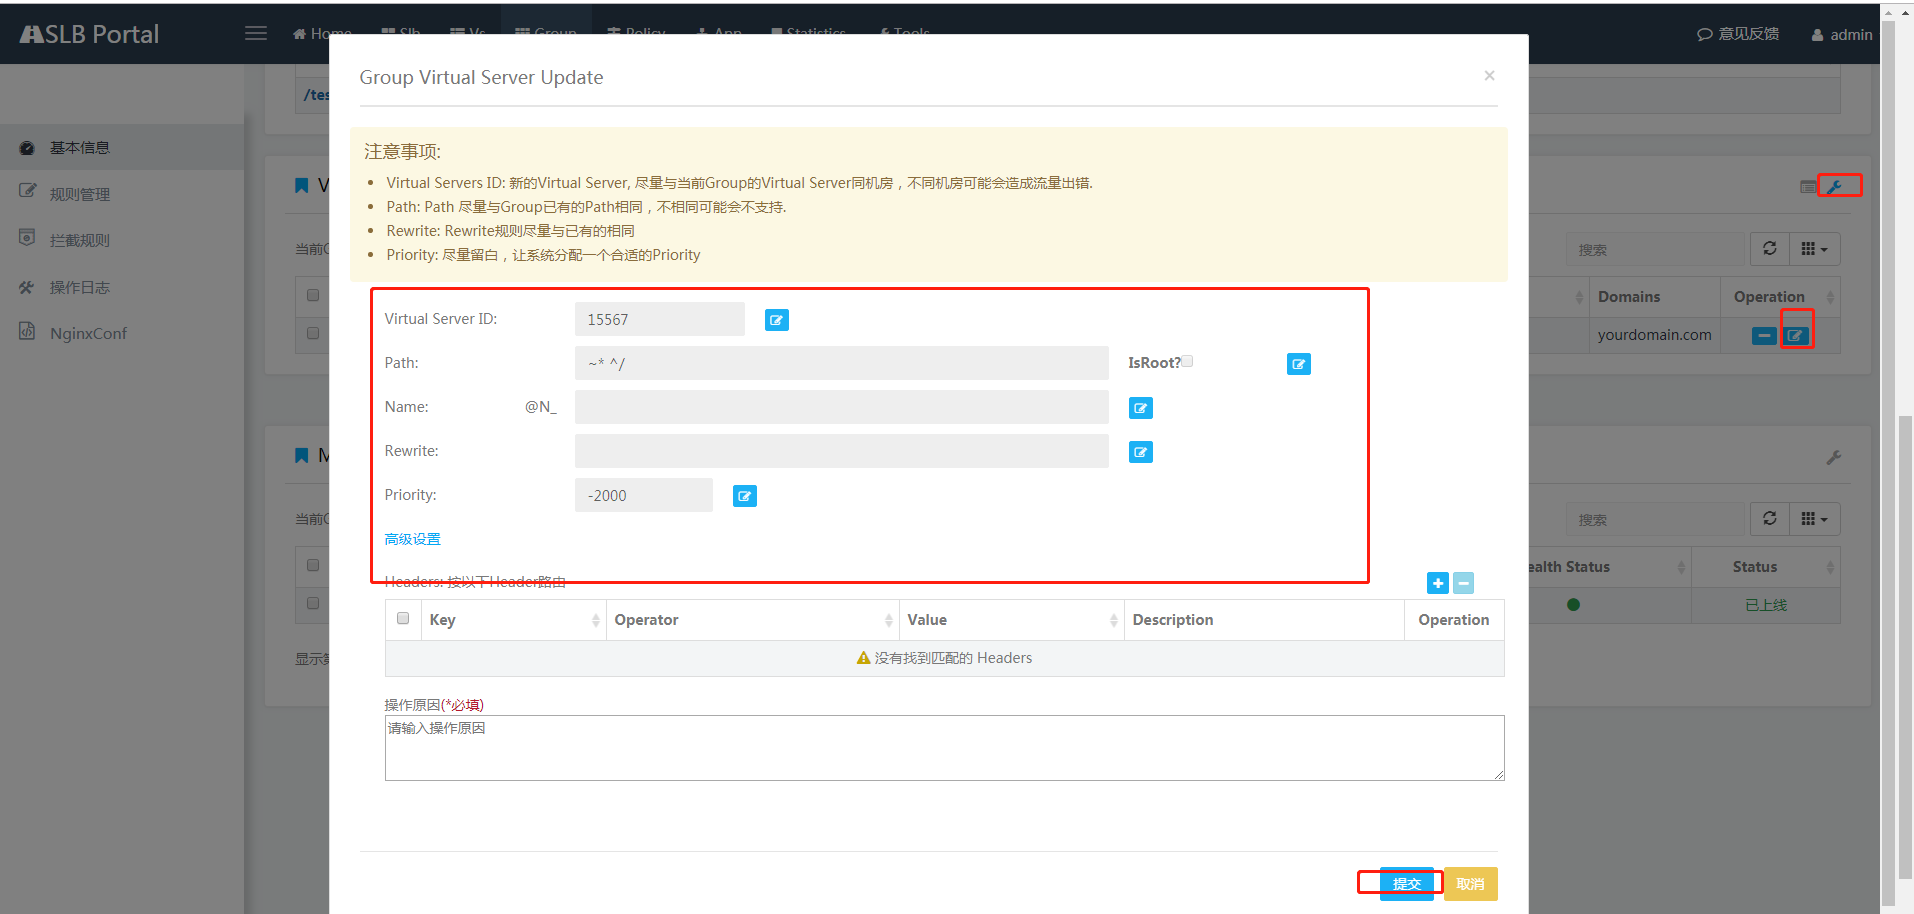 SLB Portal
Home Slb Vs Group Policy App Statistics Tools
意见反馈 admin
基本信息
规则管理
拦截规则
操作日志
NginxConf
/tes
V
当前G
搜索
Domains Operation
yourdomain.com
M
当前G
搜索
ealth Status Status
已上线
Group Virtual Server Update
×
注意事项:
Virtual Servers ID: 新的Virtual Server, 尽量与当前Group的Virtual Server同机房，不同机房可能会造成流量出错.
Path: Path 尽量与Group已有的Path相同，不相同可能会不支持.
Rewrite: Rewrite规则尽量与已有的相同
Priority: 尽量留白，让系统分配一个合适的Priority
Virtual Server ID: 15567
Path: ~* ^/ IsRoot?
Name: @N_
Rewrite:
Priority: -2000
高级设置
Headers: 按以下Header路由
Key Operator Value Description Operation
没有找到匹配的 Headers
操作原因(*必填)
请输入操作原因
提交 取消